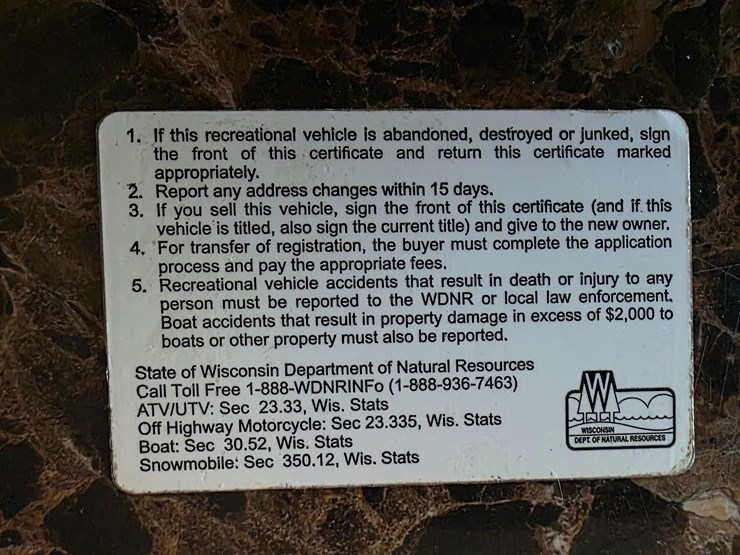 1. If this recreational vehicle is abandoned, destroyed or junked, sign
the front of this certificate and return this certificate marked
appropriately.
2. Report any address changes within 15 days.
3. If you sell this vehicle, sign the front of this certificate (and if this
vehicle is titled, also sign the current title) and give to the new owner.
4. For transfer of registration, the buyer must complete the application
process and pay the appropriate fees.
5. Recreational vehicle accidents that result in death or injury to any
person must be reported to the WDNR or local law enforcement.
Boat accidents that result in property damage in excess of $2,000 to
boats or other property must also be reported.
State of Wisconsin Department of Natural Resources
Call Toll Free 1-888-WDNRINFo (1-888-936-7463)
ATV/UTV: Sec 23.33, Wis. Stats
Off Highway Motorcycle: Sec 23.335, Wis. Stats
Boat: Sec 30.52, Wis. Stats
Snowmobile: Sec 350.12, Wis. Stats
W
WISCONSIN
DEPT. OF NATURAL RESOURCES